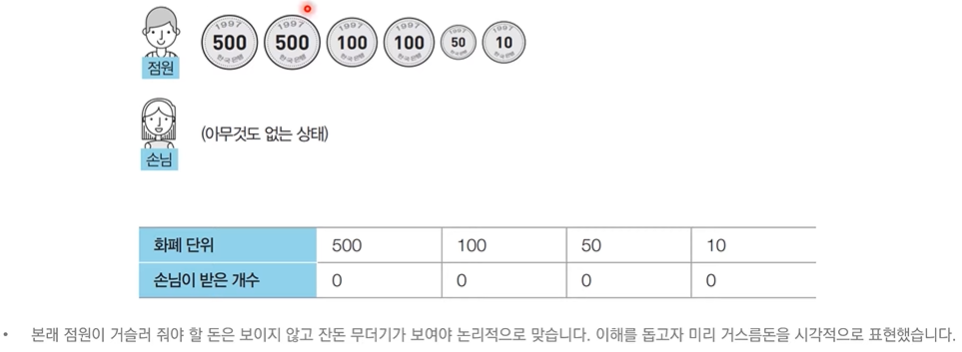 1997 1997 1997 1997 1997 1997
500 500 100 100 50 10
한국은행 한국은행 한국은행 한국은행 한국은행 한국은행
점원
(아무것도 없는 상태)
손님
화폐 단위 500 100 50 10
손님이 받은 개수 0 0 0 0
• 본래 점원이 거슬러 줘야 할 돈은 보이지 않고 잔돈 무더기가 보여야 논리적으로 맞습니다. 이해를 돕고자 미리 거스름돈을 시각적으로 표현했습니다.